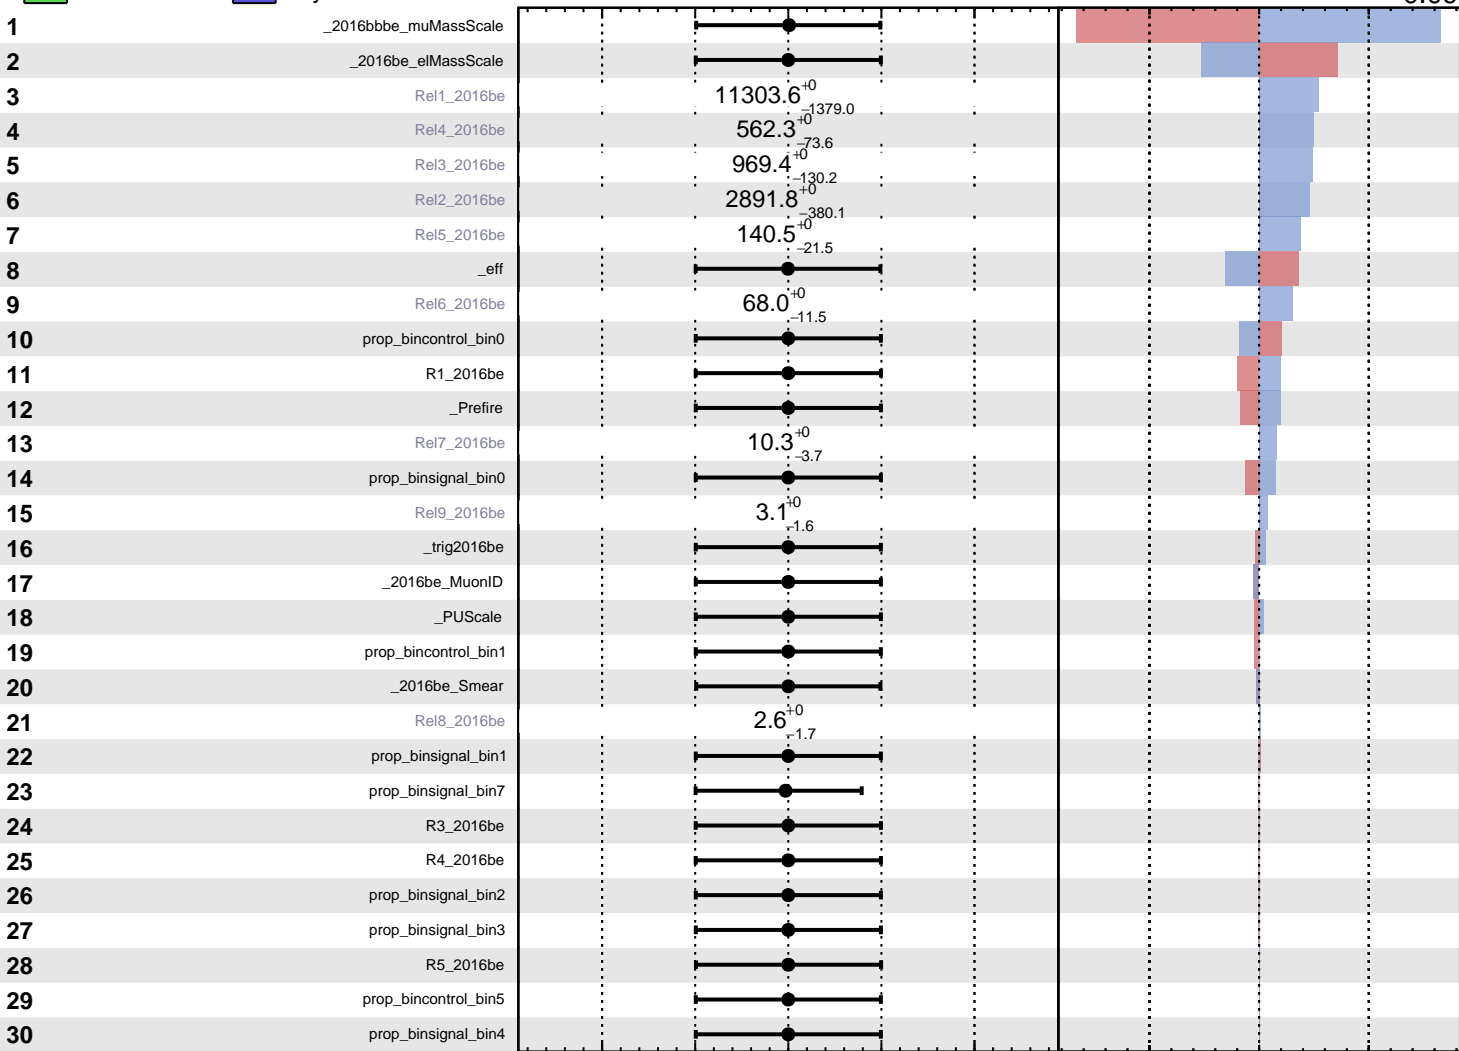 1 _2016bbbe_muMassScale
2 _2016be_elMassScale
3 Rel1_2016be 11303.6 +0 −1379.0
4 Rel4_2016be 562.3 +0 −73.6
5 Rel3_2016be 969.4 +0 −130.2
6 Rel2_2016be 2891.8 +0 −380.1
7 Rel5_2016be 140.5 +0 −21.5
8 _eff
9 Rel6_2016be 68.0 +0 −11.5
10 prop_bincontrol_bin0
11 R1_2016be
12 _Prefire
13 Rel7_2016be 10.3 +0 −3.7
14 prop_binsignal_bin0
15 Rel9_2016be 3.1 +0 −1.6
16 _trig2016be
17 _2016be_MuonID
18 _PUScale
19 prop_bincontrol_bin1
20 _2016be_Smear
21 Rel8_2016be 2.6 +0 −1.7
22 prop_binsignal_bin1
23 prop_binsignal_bin7
24 R3_2016be
25 R4_2016be
26 prop_binsignal_bin2
27 prop_binsignal_bin3
28 R5_2016be
29 prop_bincontrol_bin5
30 prop_binsignal_bin4